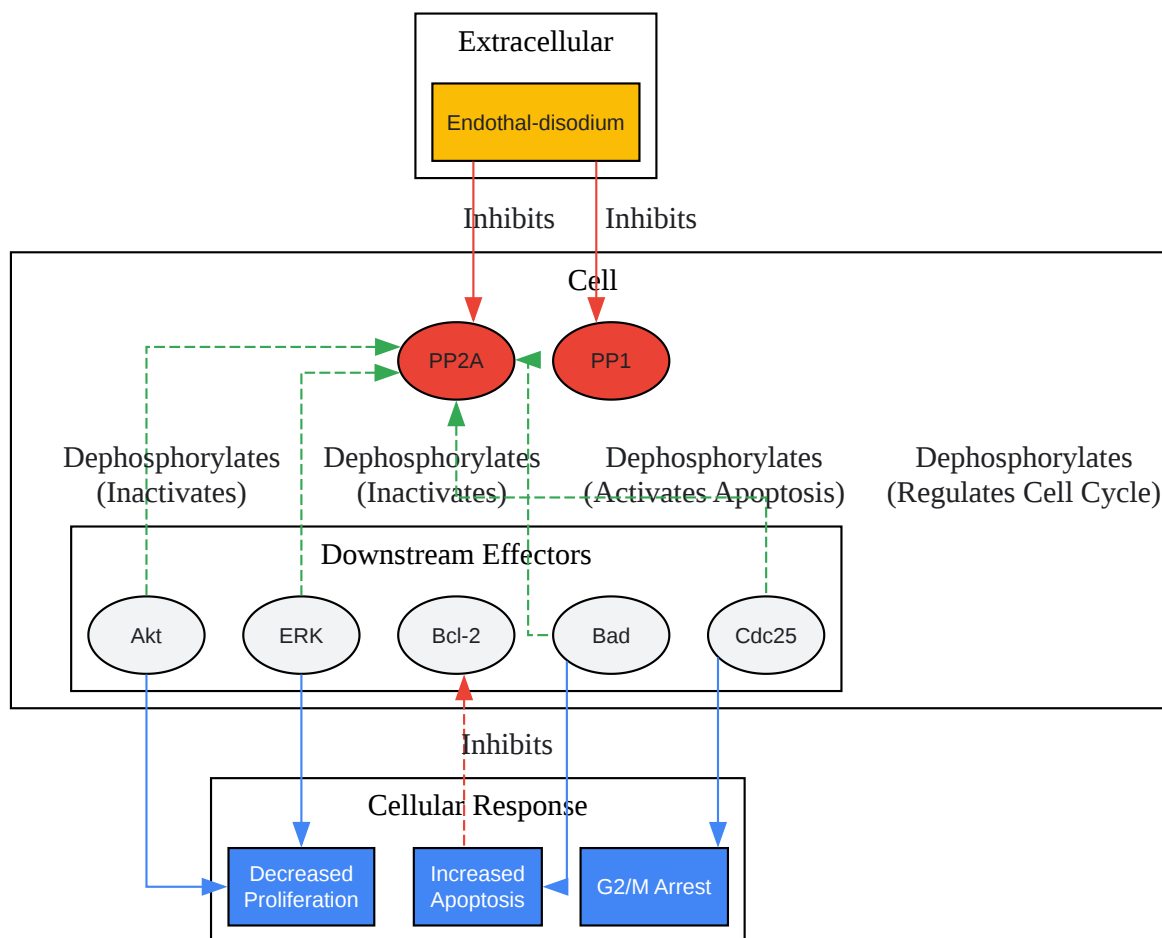 Extracellular
Endothal-disodium
Inhibits
Inhibits
Cell
PP2A
PP1
Dephosphorylates
(Inactivates)
Dephosphorylates
(Inactivates)
Dephosphorylates
(Activates Apoptosis)
Dephosphorylates
(Regulates Cell Cycle)
Downstream Effectors
Akt
ERK
Bcl-2
Bad
Cdc25
Inhibits
Cellular Response
Decreased
Proliferation
Increased
Apoptosis
G2/M Arrest